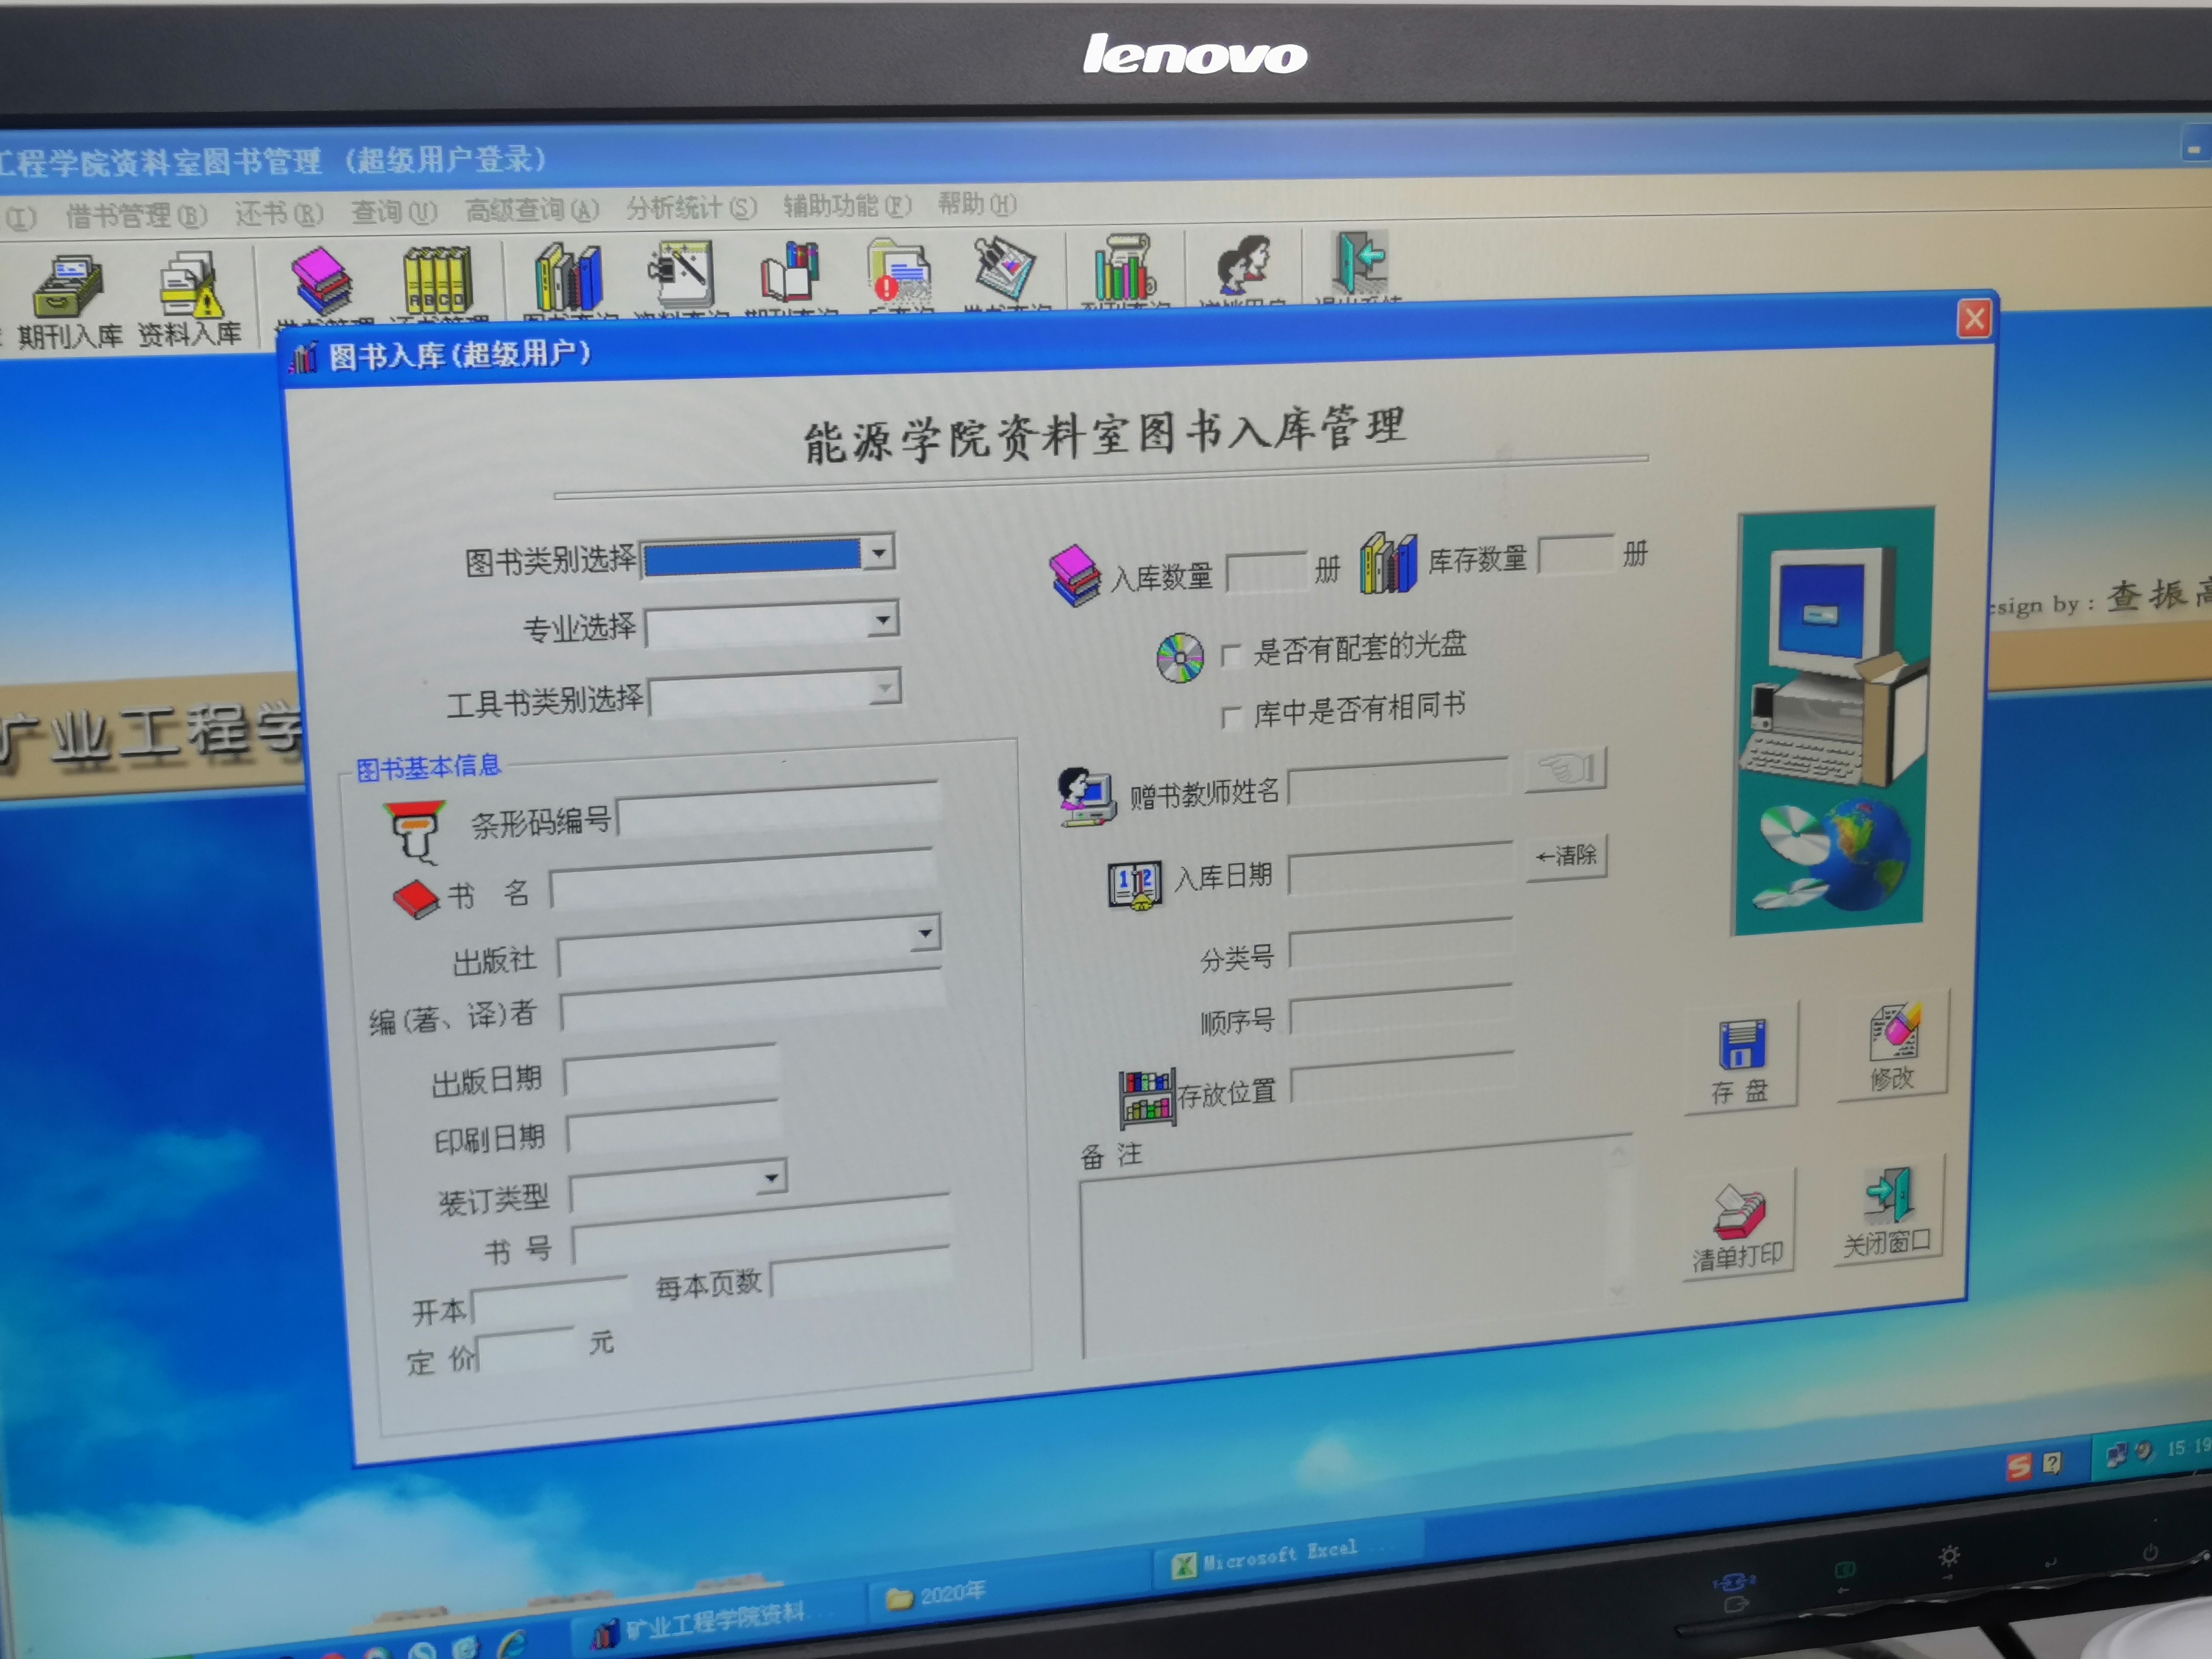 lenovo
工程学院资料室图书管理 (超级用户登录)
(I) 借书管理(B) 还书(R) 查询(U) 高级查询(A) 分析统计(S) 辅助功能(F) 帮助(H)
期刊入库 资料入库
图书入库(超级用户)
能源学院资料室图书入库管理
图书类别选择
专业选择
工具书类别选择
图书基本信息
条形码编号
书 名
出版社
编(著、译)者
出版日期
印刷日期
装订类型
书 号
开本 每本页数
定 价 元
入库数量 册 库存数量 册
是否有配套的光盘
库中是否有相同书
赠书教师姓名
入库日期 ←清除
分类号
顺序号
存放位置
备 注
存 盘 修改
清单打印 关闭窗口
sign by : 查振高
矿业工程学
15:19
矿业工程学院资料...
2020年
Microsoft Excel ...